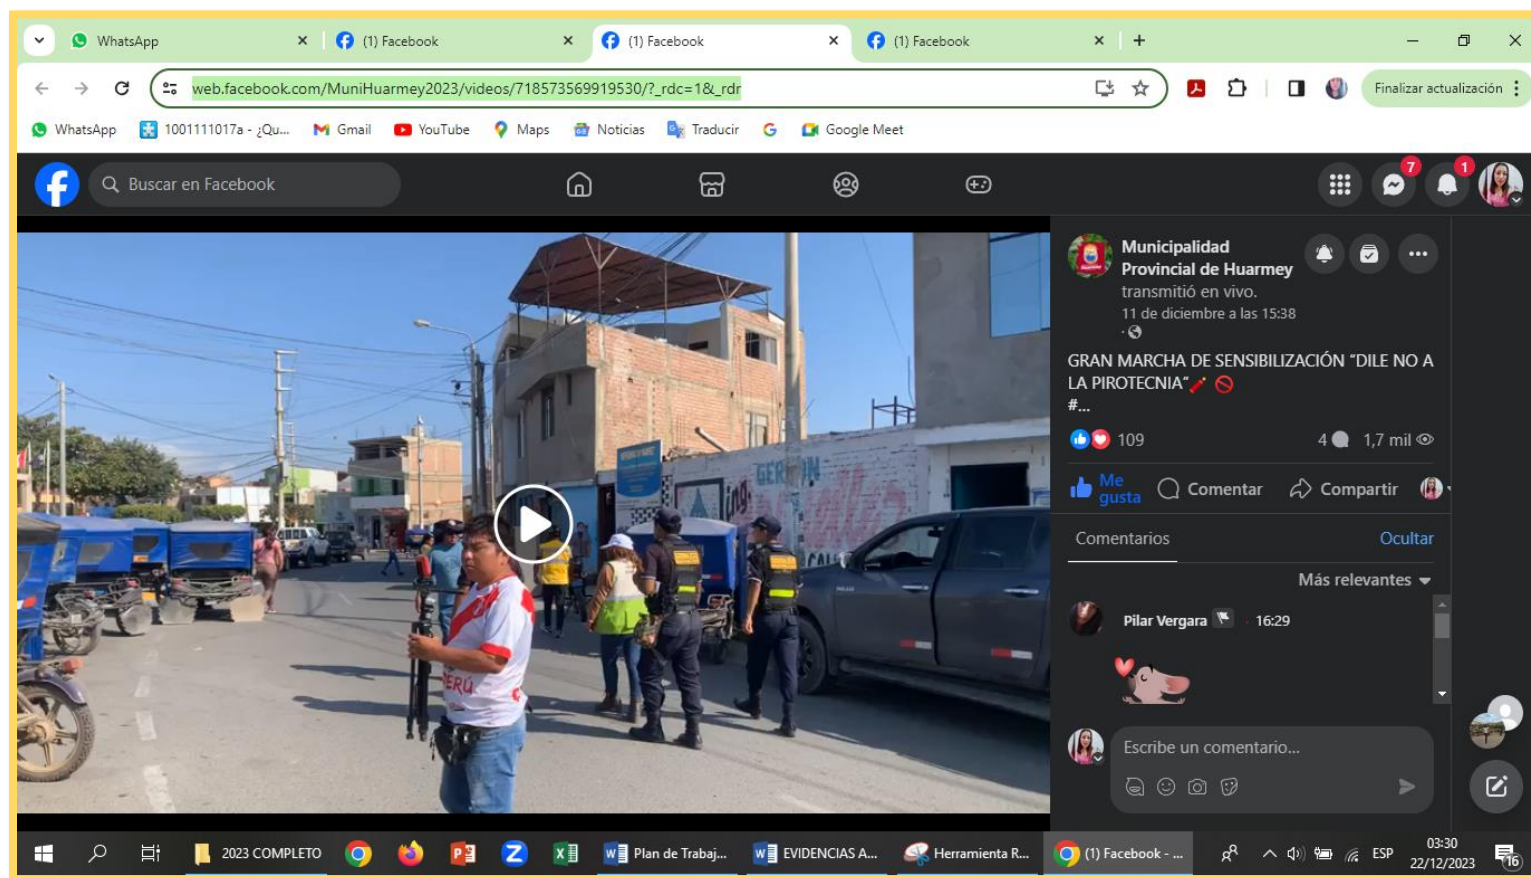 WhatsApp
(1) Facebook
(1) Facebook
(1) Facebook
web.facebook.com/MuniHuarmey2023/videos/718573569919530/?_rdc=1&_rdr
Finalizar actualización
WhatsApp
1001111017a - ¿Qu...
Gmail
YouTube
Maps
Noticias
Traducir
Google Meet
Buscar en Facebook
7
1
Municipalidad
Provincial de Huarmey
transmitió en vivo.
11 de diciembre a las 15:38
GRAN MARCHA DE SENSIBILIZACIÓN “DILE NO A
LA PIROTECNIA”
#...
109
4
1,7 mil
Me
gusta
Comentar
Compartir
Comentarios
Ocultar
Más relevantes
Pilar Vergara
16:29
Escribe un comentario...
ing.
PERÚ
2023 COMPLETO
Plan de Trabaj...
EVIDENCIAS A...
Herramienta R...
(1) Facebook - ...
ESP
03:30
22/12/2023
16